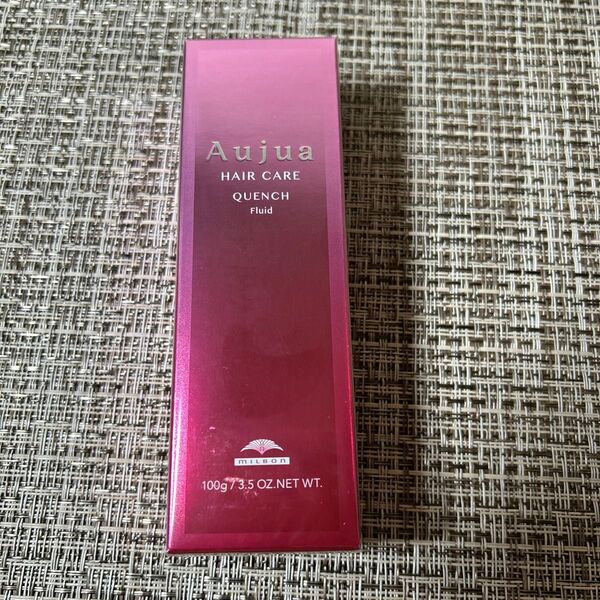 Aujua
HAIR CARE
QUENCH
Fluid
MILBON
100g / 3.5 OZ.NET WT.